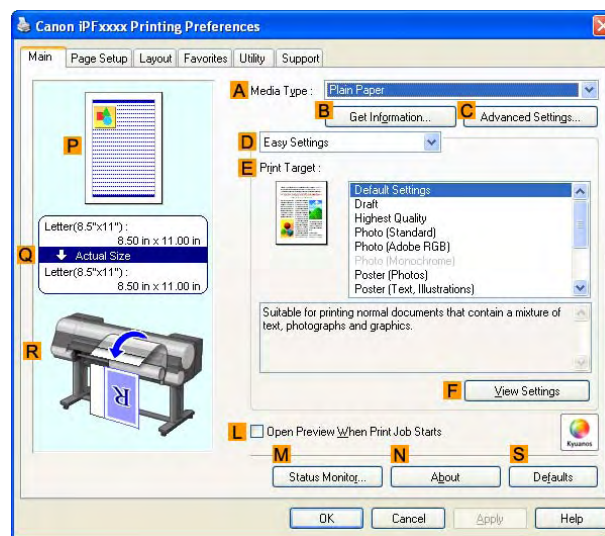 Canon iPFxxxx Printing Preferences
Main Page Setup Layout Favorites Utility Support
A Media Type : Plain Paper
B Get Information... C Advanced Settings...
D Easy Settings
E Print Target :
Default Settings
Draft
Highest Quality
Photo (Standard)
Photo (Adobe RGB)
Photo (Monochrome)
Poster (Photos)
Poster (Text, Illustrations)
P
Letter(8.5"x11") :
8.50 in x 11.00 in
Q Actual Size
Letter(8.5"x11") :
8.50 in x 11.00 in
R
R
Suitable for printing normal documents that contain a mixture of
text, photographs and graphics.
F View Settings
L Open Preview When Print Job Starts
Kyuanos
M Status Monitor... N About S Defaults
OK Cancel Apply Help